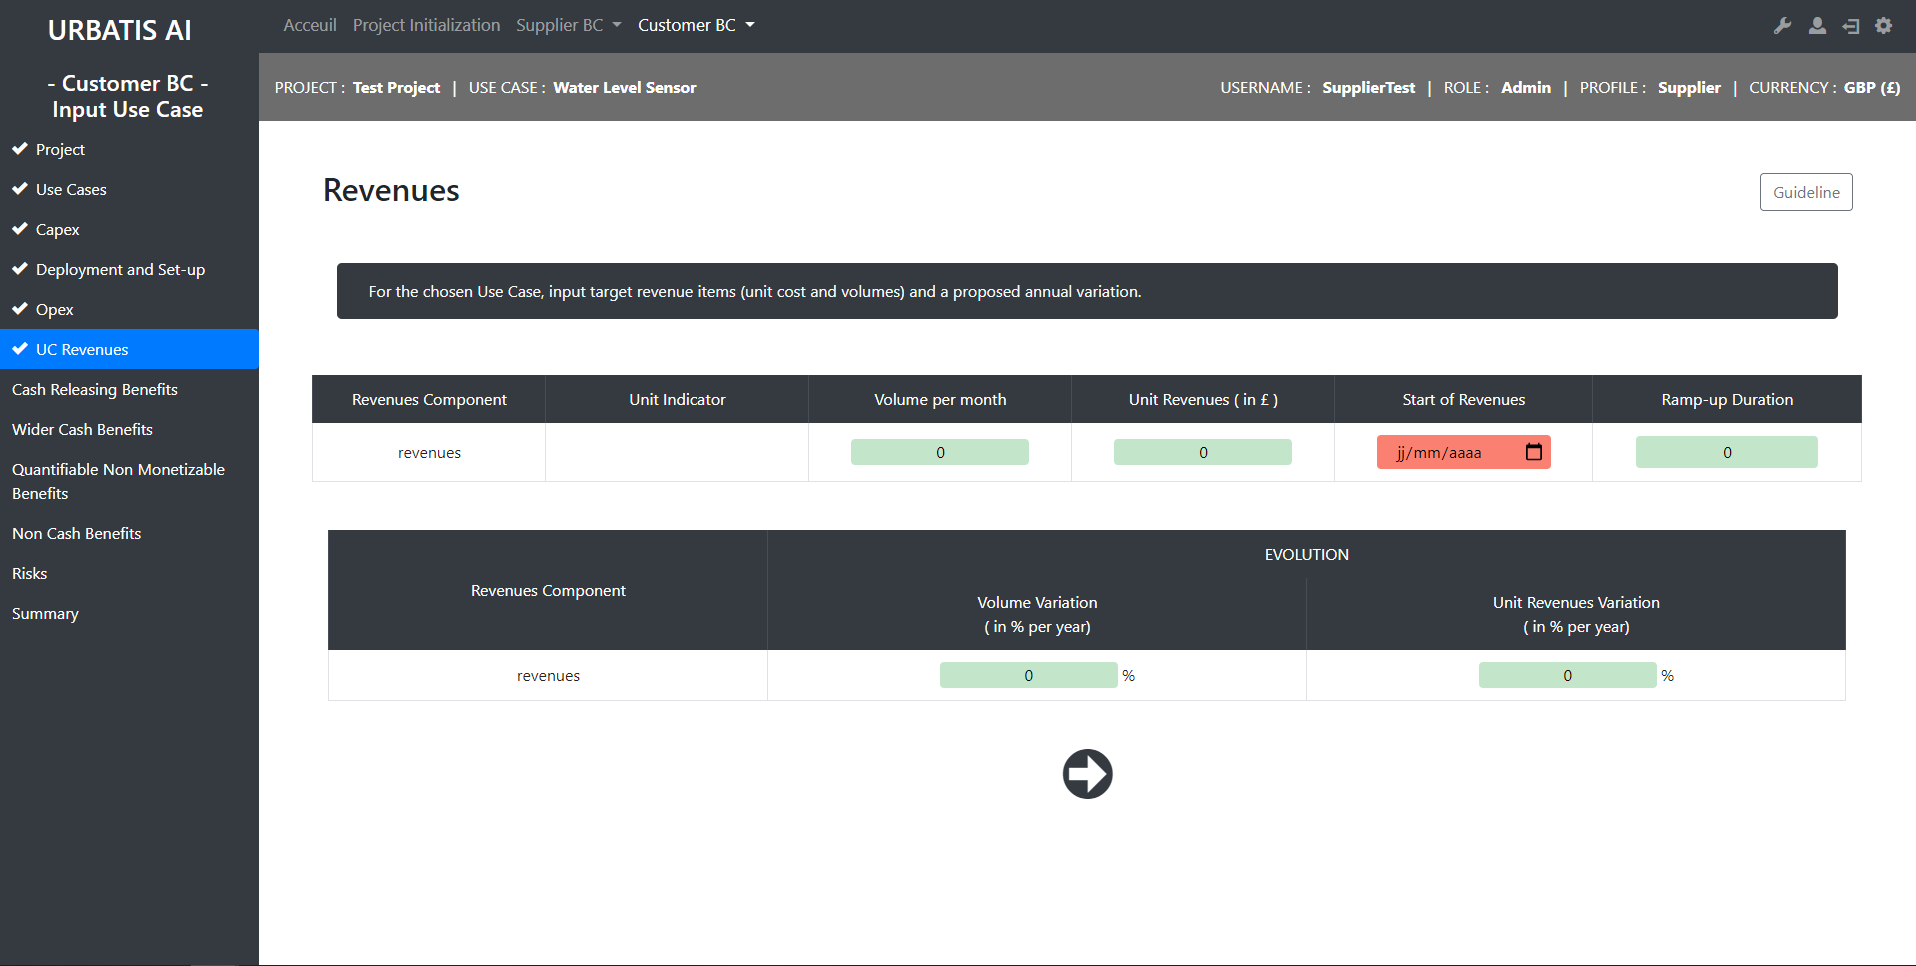 URBATIS AI
Acceuil Project Initialization Supplier BC Customer BC
- Customer BC -
Input Use Case
PROJECT : Test Project | USE CASE : Water Level Sensor
USERNAME : SupplierTest | ROLE : Admin | PROFILE : Supplier | CURRENCY : GBP (£)
Project
Use Cases
Capex
Deployment and Set-up
Opex
UC Revenues
Cash Releasing Benefits
Wider Cash Benefits
Quantifiable Non Monetizable
Benefits
Non Cash Benefits
Risks
Summary
Revenues
Guideline
For the chosen Use Case, input target revenue items (unit cost and volumes) and a proposed annual variation.
Revenues Component Unit Indicator Volume per month Unit Revenues ( in £ ) Start of Revenues Ramp-up Duration
revenues 0 0 jj/mm/aaaa 0
EVOLUTION
Revenues Component
Volume Variation
( in % per year)
Unit Revenues Variation
( in % per year)
revenues 0 % 0 %